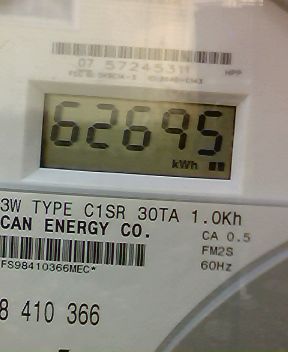 07 57245311
NPP
62695
kWh
3W TYPE C1SR 30TA 1.0Kh
CAN ENERGY CO.
CA 0.5
FM2S
FS98410366MEC*
60Hz
8 410 366